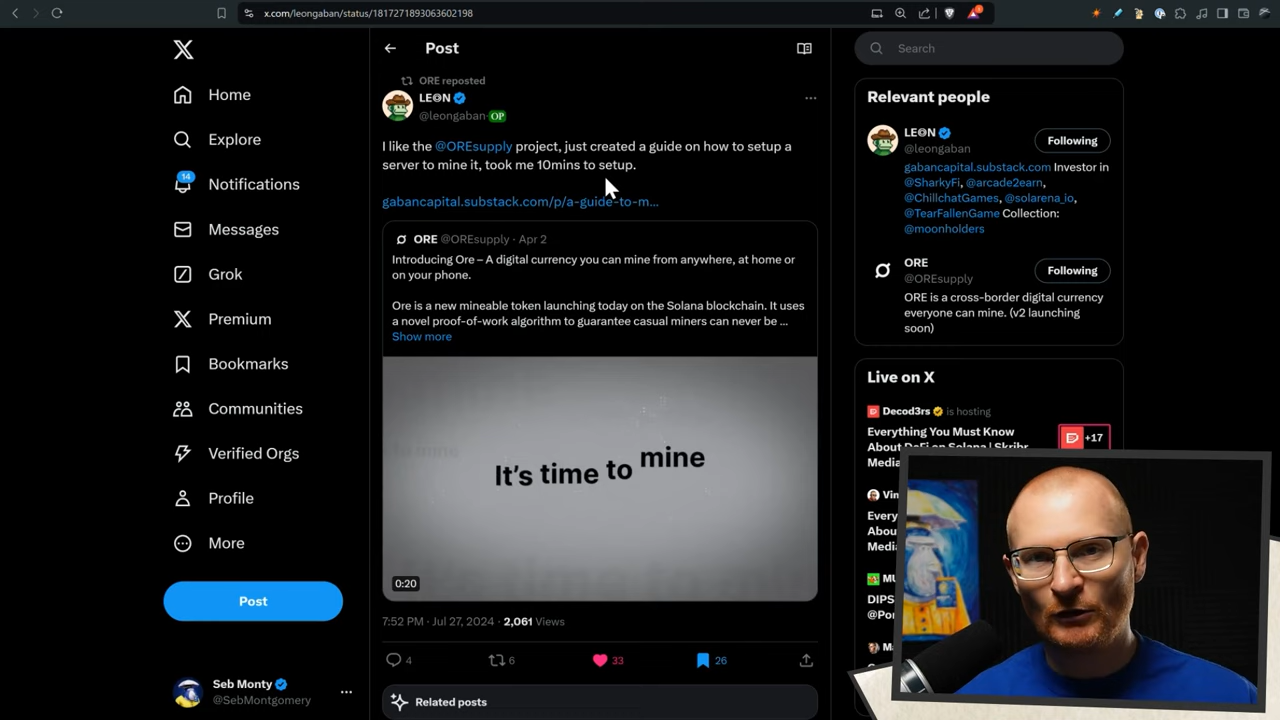 x.com/leongaban/status/1817271893063602198
Home
Explore
14
Notifications
Messages
Grok
Premium
Bookmarks
Communities
Verified Orgs
Profile
More
Post
Seb Monty
@SebMontgomery
Post
ORE reposted
LE◎N
@leongaban OP
I like the @OREsupply project, just created a guide on how to setup a
server to mine it, took me 10mins to setup.
gabancapital.substack.com/p/a-guide-to-m...
ORE @OREsupply · Apr 2
Introducing Ore – A digital currency you can mine from anywhere, at home or
on your phone.
Ore is a new mineable token launching today on the Solana blockchain. It uses
a novel proof-of-work algorithm to guarantee casual miners can never be ...
Show more
It's time to mine
0:20
7:52 PM · Jul 27, 2024 · 2,061 Views
4
6
33
26
Related posts
Search
Relevant people
LE◎N
@leongaban
Following
gabancapital.substack.com Investor in
@SharkyFi, @arcade2earn,
@ChillchatGames, @solarena_io,
@TearFallenGame Collection:
@moonholders
ORE
@OREsupply
Following
ORE is a cross-border digital currency
everyone can mine. (v2 launching
soon)
Live on X
Decod3rs is hosting
Everything You Must Know
About DeFi on Solana | Skribr
Media
+17
Vin
Every
About
Media
MU
DIPS
@Por